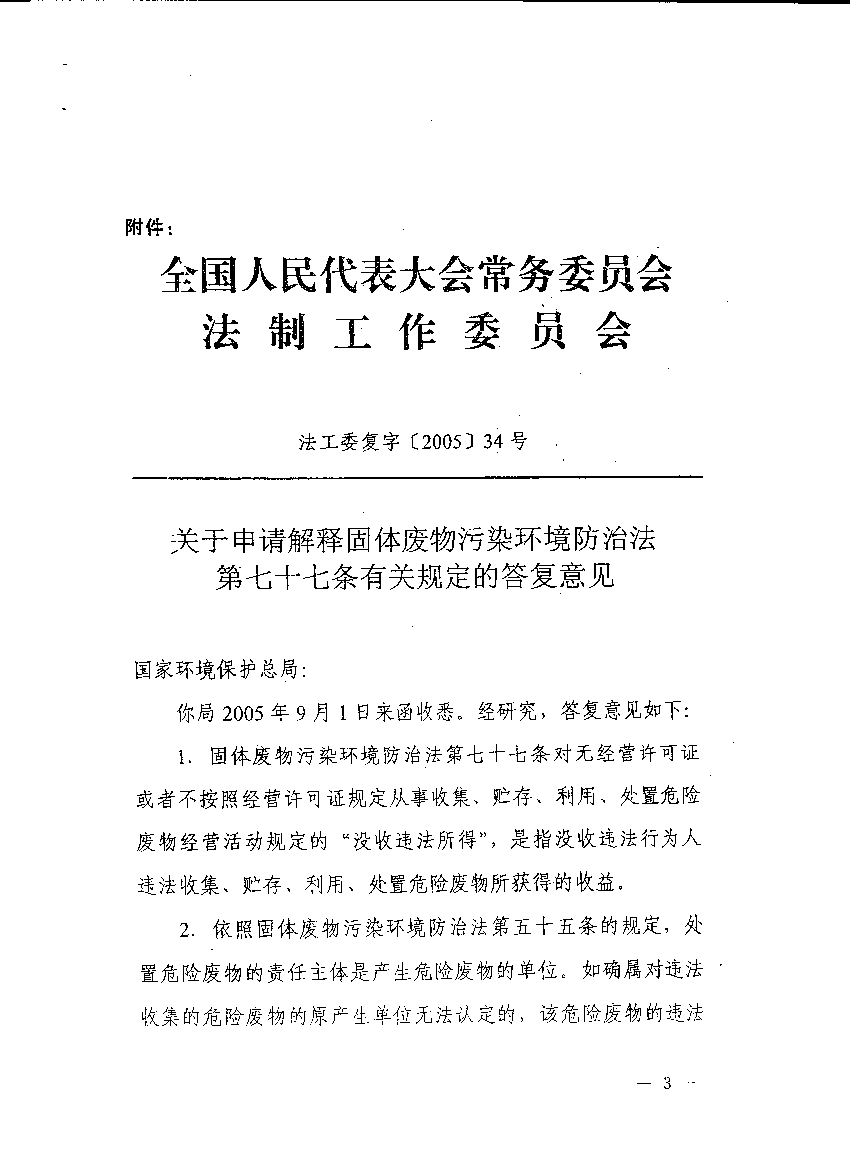 附件：
全国人民代表大会常务委员会
法制工作委员会
法工委复字〔2005〕34号
关于申请解释固体废物污染环境防治法
第七十七条有关规定的答复意见
国家环境保护总局：
你局2005年9月1日来函收悉。经研究，答复意见如下：
1．固体废物污染环境防治法第七十七条对无经营许可证
或者不按照经营许可证规定从事收集、贮存、利用、处置危险
废物经营活动规定的“没收违法所得”，是指没收违法行为人
违法收集、贮存、利用、处置危险废物所获得的收益。
2．依照固体废物污染环境防治法第五十五条的规定，处
置危险废物的责任主体是产生危险废物的单位。如确属对违法
收集的危险废物的原产生单位无法认定的，该危险废物的违法
— 3 —